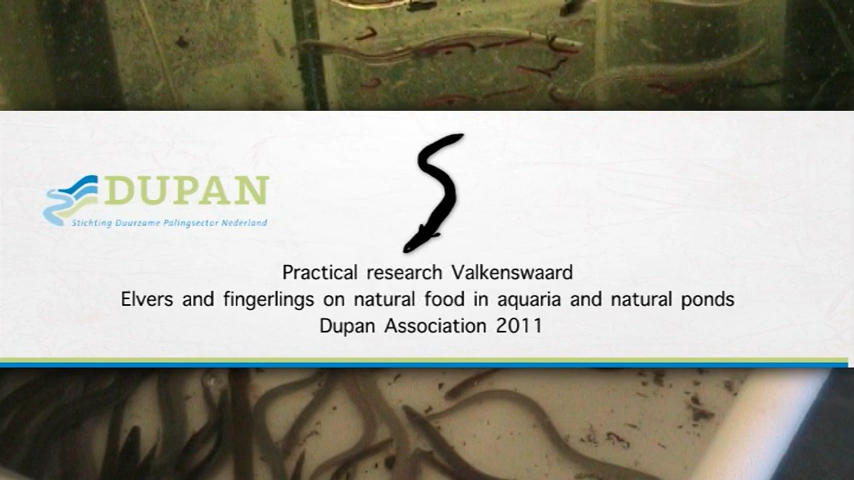 DUPAN
Stichting Duurzame Palingsector Nederland
Practical research Valkenswaard
Elvers and fingerlings on natural food in aquaria and natural ponds
Dupan Association 2011